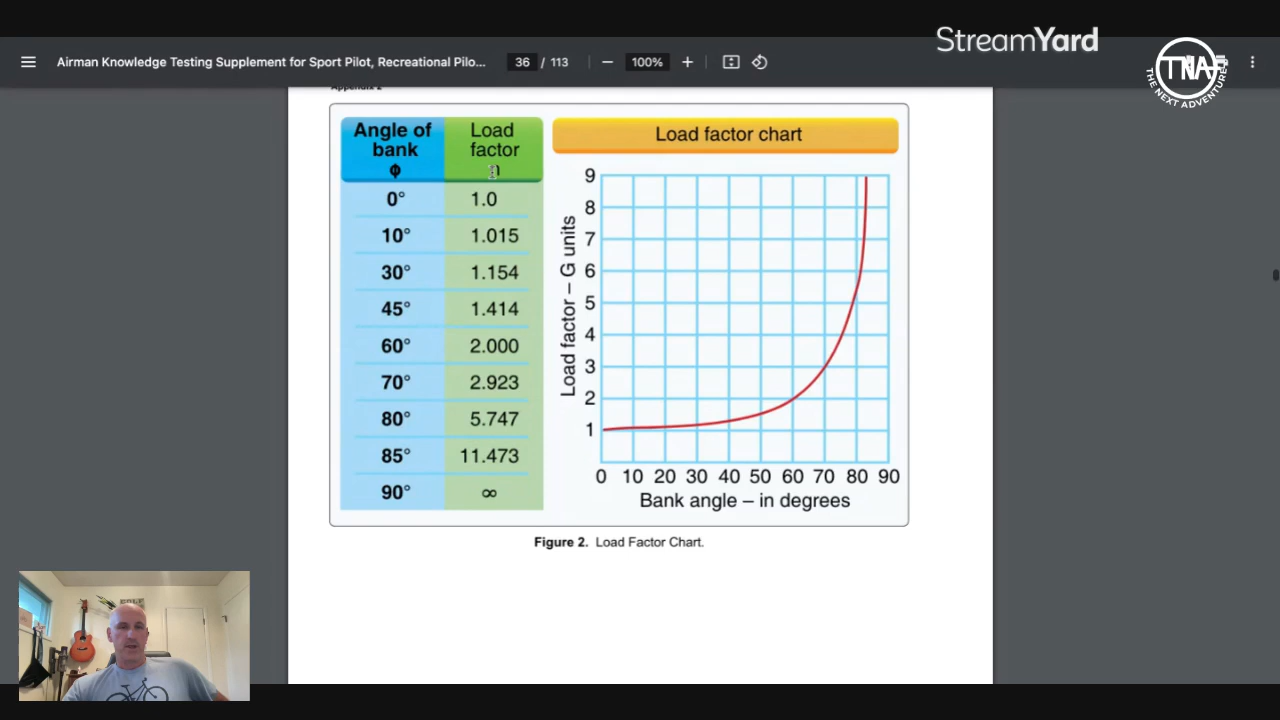 StreamYard
Airman Knowledge Testing Supplement for Sport Pilot, Recreational Pilo...
36 / 113
100%
TNA
THE NEXT ADVENTURE
Appendix 2
Angle of bank
Φ
Load factor
n
Load factor chart
0° 1.0
10° 1.015
30° 1.154
45° 1.414
60° 2.000
70° 2.923
80° 5.747
85° 11.473
90° ∞
Load factor – G units
9
8
7
6
5
4
3
2
1
0 10 20 30 40 50 60 70 80 90
Bank angle – in degrees
Figure 2. Load Factor Chart.